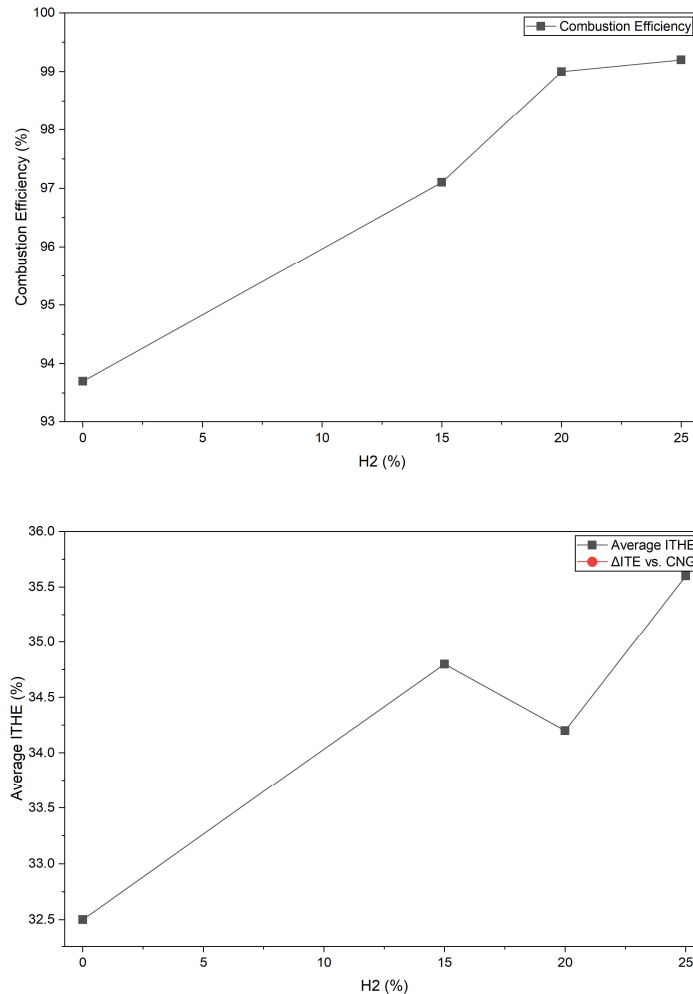 100
Combustion Efficiency
99
98
97
96
95
94
93
Combustion Efficiency (%)
0 5 10 15 20 25
H2 (%)
36.0
Average ITHE
ΔITE vs. CNG
35.5
35.0
34.5
34.0
33.5
33.0
32.5
Average ITHE (%)
0 5 10 15 20 25
H2 (%)